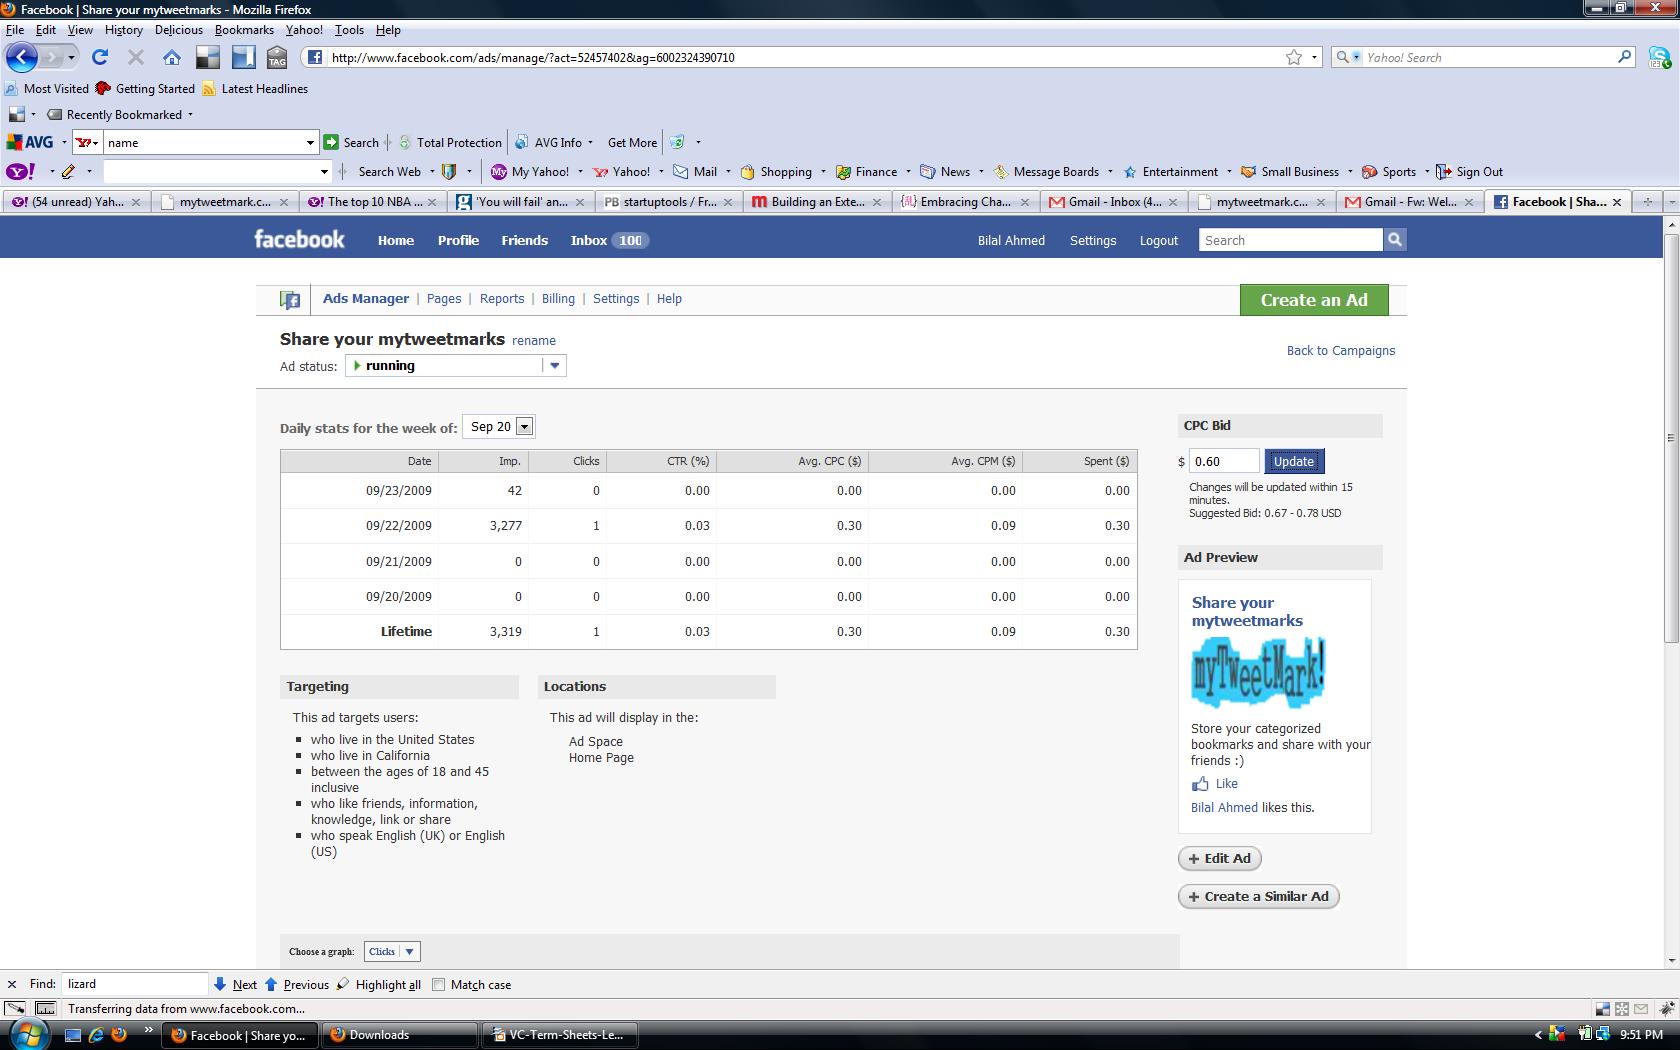 Facebook | Share your mytweetmarks - Mozilla Firefox
File Edit View History Delicious Bookmarks Yahoo! Tools Help
TAG http://www.facebook.com/ads/manage/?act=52457402&ag=6002324390710 Yahoo! Search
Most Visited Getting Started Latest Headlines
Recently Bookmarked
AVG name Search Total Protection AVG Info Get More
Y! Search Web My Yahoo! Yahoo! Mail Shopping Finance News Message Boards Entertainment Small Business Sports Sign Out
(54 unread) Yah... mytweetmark.c... The top 10 NBA ... 'You will fail' an... startuptools / Fr... Building an Exte... Embracing Cha... Gmail - Inbox (4... mytweetmark.c... Gmail - Fw: Wel... Facebook | Sha...
facebook Home Profile Friends Inbox 100 Bilal Ahmed Settings Logout Search
Ads Manager | Pages | Reports | Billing | Settings | Help Create an Ad
Share your mytweetmarks rename
Back to Campaigns
Ad status: running
Daily stats for the week of: Sep 20
Date Imp. Clicks CTR (%) Avg. CPC ($) Avg. CPM ($) Spent ($)
09/23/2009 42 0 0.00 0.00 0.00 0.00
09/22/2009 3,277 1 0.03 0.30 0.09 0.30
09/21/2009 0 0 0.00 0.00 0.00 0.00
09/20/2009 0 0 0.00 0.00 0.00 0.00
Lifetime 3,319 1 0.03 0.30 0.09 0.30
CPC Bid
$ 0.60 Update
Changes will be updated within 15
minutes.
Suggested Bid: 0.67 - 0.78 USD
Ad Preview
Share your
mytweetmarks
myTweetMark!
Store your categorized
bookmarks and share with your
friends :)
Like
Bilal Ahmed likes this.
+ Edit Ad
+ Create a Similar Ad
Targeting
This ad targets users:
who live in the United States
who live in California
between the ages of 18 and 45
inclusive
who like friends, information,
knowledge, link or share
who speak English (UK) or English
(US)
Locations
This ad will display in the:
Ad Space
Home Page
Choose a graph: Clicks
Find: lizard Next Previous Highlight all Match case
Transferring data from www.facebook.com...
Facebook | Share yo... Downloads VC-Term-Sheets-Le... 9:51 PM